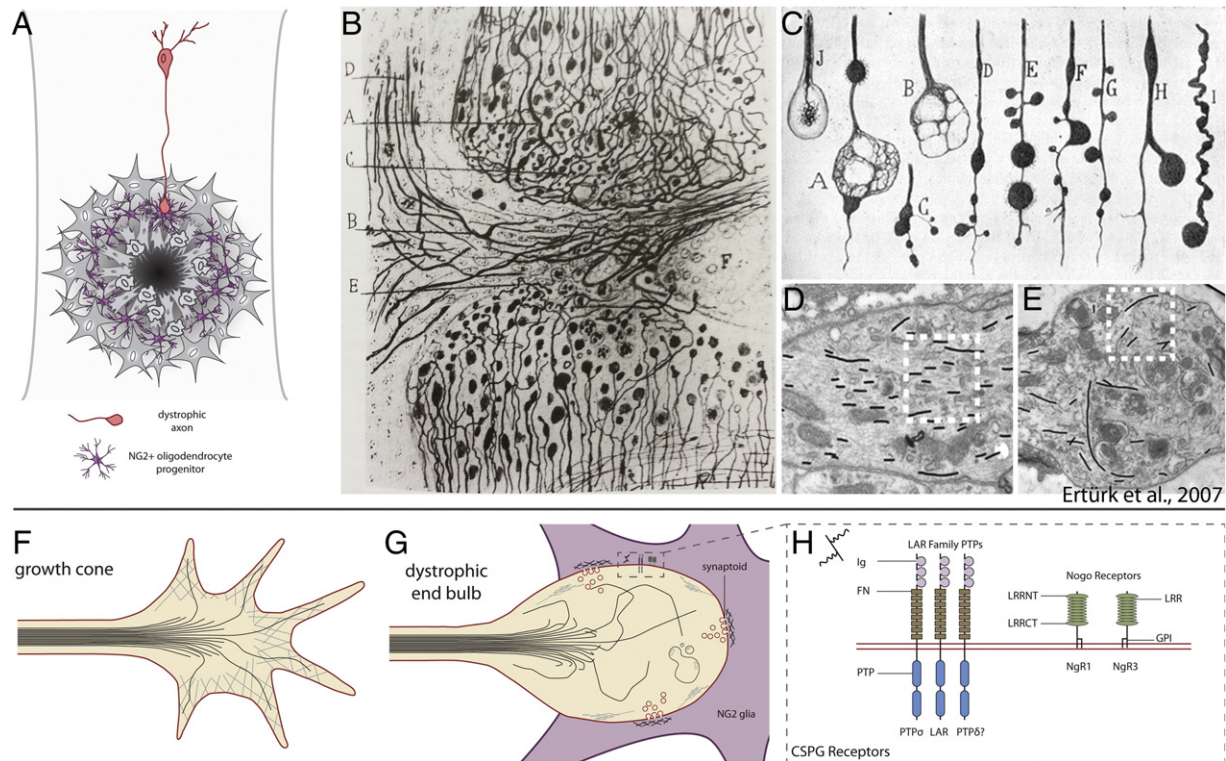 A
dystrophic
axon
NG2+ oligodendrocyte
progenitor
B
D
A
C
B
E
F
C
J
A
B
C
D
E
F
G
H
I
D
E
Ertürk et al., 2007
F
growth cone
G
dystrophic
end bulb
synaptoid
NG2 glia
H
LAR Family PTPs
Ig
FN
PTP
PTPσ
LAR
PTPδ?
Nogo Receptors
LRRNT
LRRCT
LRR
GPI
NgR1
NgR3
CSPG Receptors